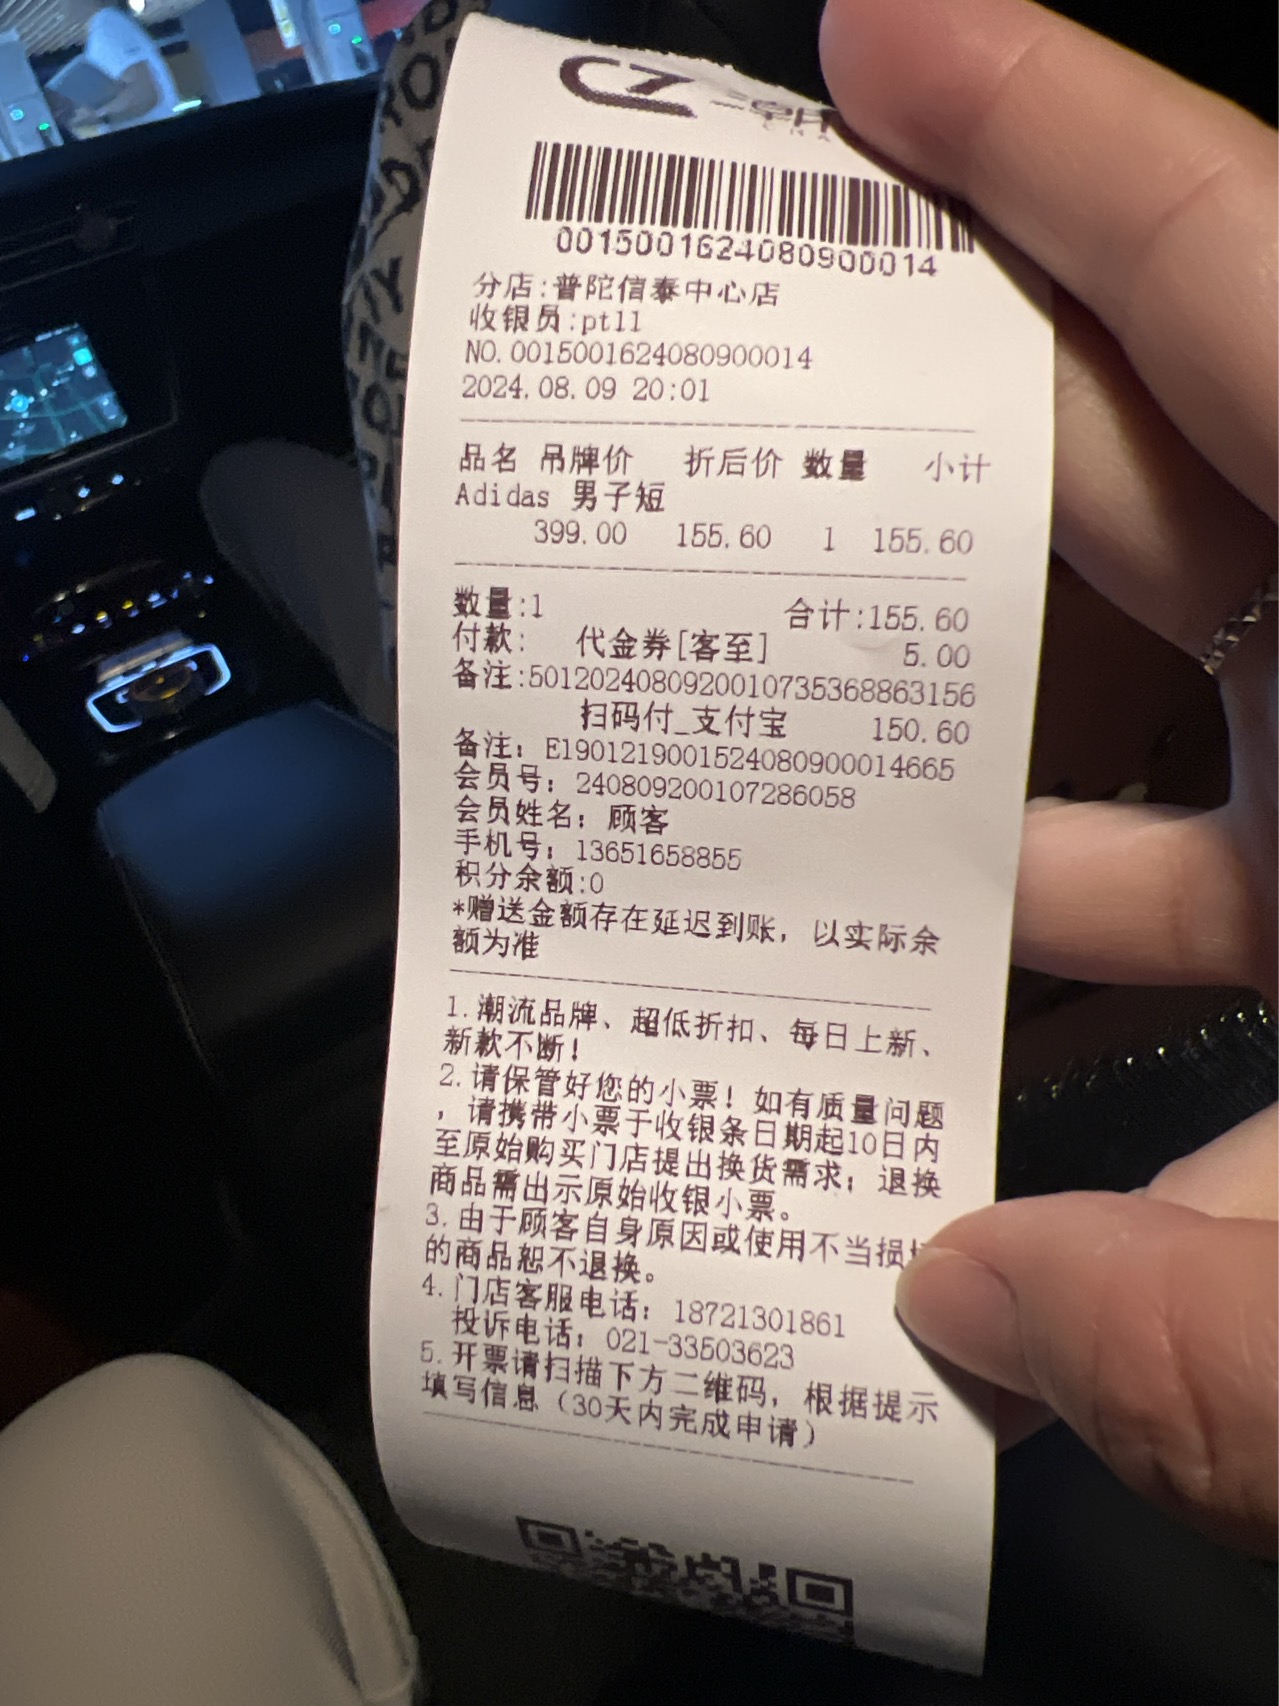 CZ
0015001624080900014
分店:普陀信泰中心店
收银员:pt11
NO.0015001624080900014
2024.08.09 20:01
品名 吊牌价 折后价 数量 小计
Adidas 男子短
399.00 155.60 1 155.60
数量:1 合计:155.60
付款: 代金券[客至] 5.00
备注:5012024080920010735368863156
扫码付_支付宝 150.60
备注: E1901219001524080900014665
会员号: 240809200107286058
会员姓名: 顾客
手机号: 13651658855
积分余额:0
*赠送金额存在延迟到账，以实际余
额为准
1.潮流品牌、超低折扣、每日上新、
新款不断!
2.请保管好您的小票!如有质量问题
，请携带小票于收银条日期起10日内
至原始购买门店提出换货需求; 退换
商品需出示原始收银小票。
3.由于顾客自身原因或使用不当损
的商品恕不退换。
4.门店客服电话: 18721301861
投诉电话: 021-33503623
5.开票请扫描下方二维码，根据提示
填写信息（30天内完成申请）